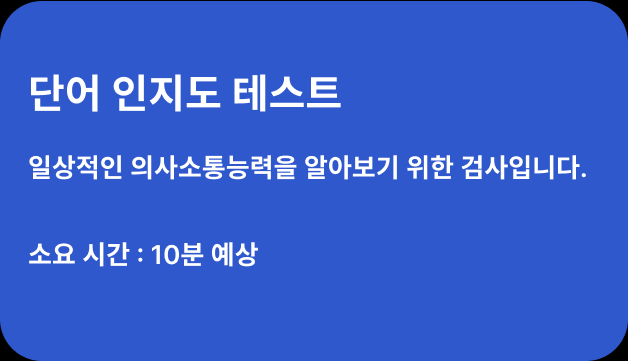 단어 인지도 테스트
일상적인 의사소통능력을 알아보기 위한 검사입니다.
소요 시간 : 10분 예상